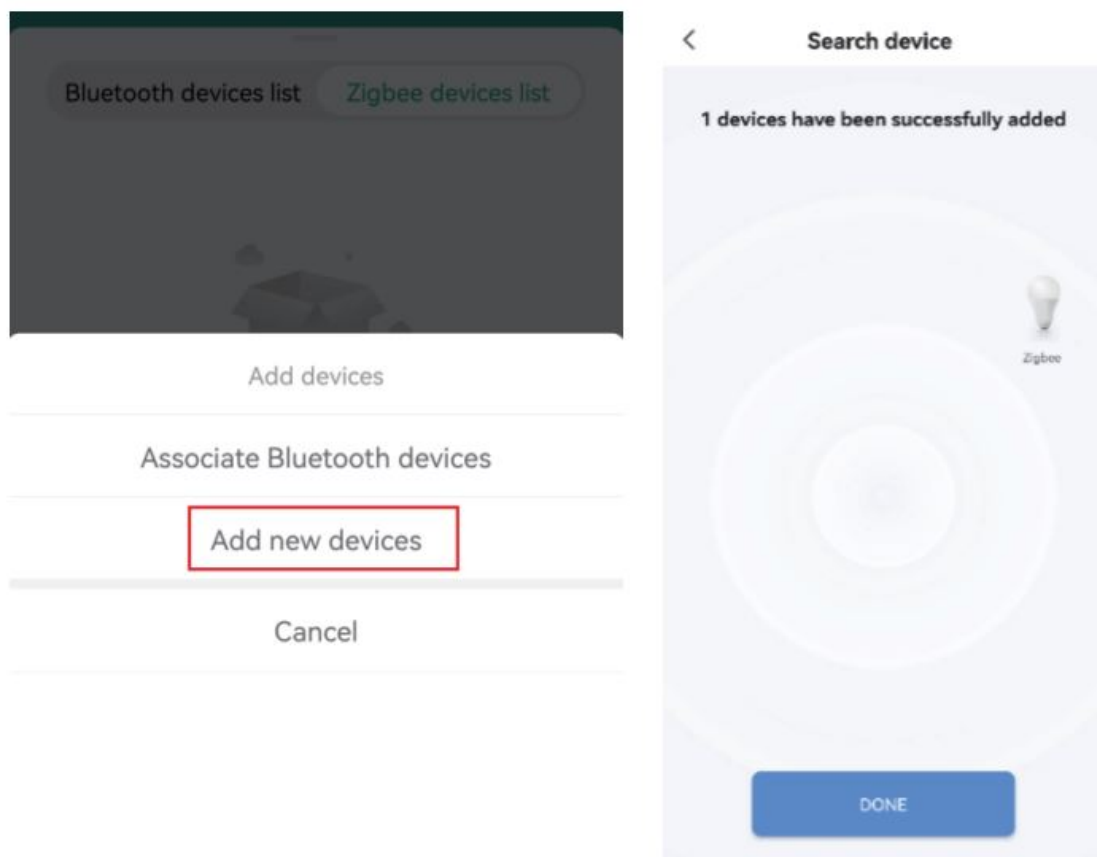 Bluetooth devices list Zigbee devices list
Add devices
Associate Bluetooth devices
Add new devices
Cancel
Search device
1 devices have been successfully added
Zigbee
DONE